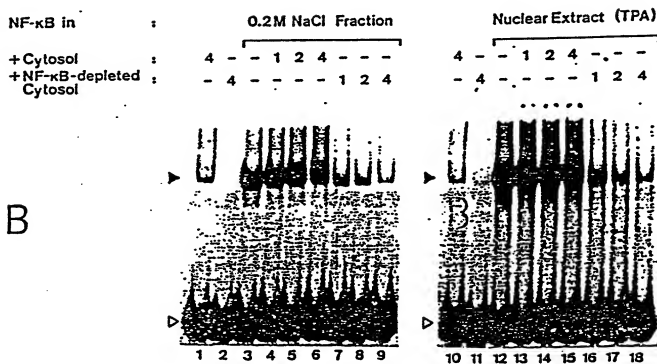 NF-κB in : 0.2M NaCl Fraction Nuclear Extract (TPA)
+Cytosol : 4 - - 1 2 4 - - - 4 - - 1 2 4 - - -
+NF-κB-depleted Cytosol : - 4 - - - - 1 2 4 - 4 - - - - 1 2 4
B
1 2 3 4 5 6 7 8 9 10 11 12 13 14 15 16 17 18